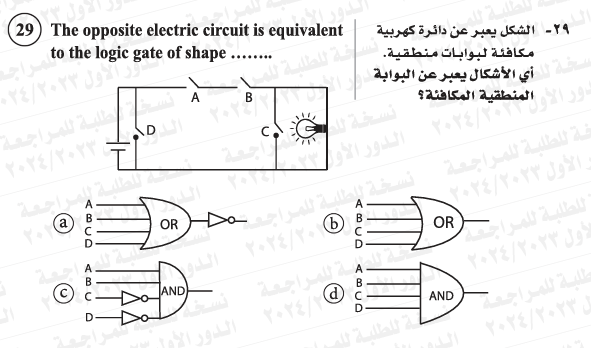 29 The opposite electric circuit is equivalent
to the logic gate of shape ........
٢٩- الشكل يعبر عن دائرة كهربية
مكافئة لبوابات منطقية.
أي الأشكال يعبر عن البوابة
المنطقية المكافئة؟
A B
D C
a A B C D OR
b A B C D OR
c A B C D AND
d A B C D AND
نسخة للطلبة للمراجعة
الدور الأول ٢٠٢٤/٢٠٢٣